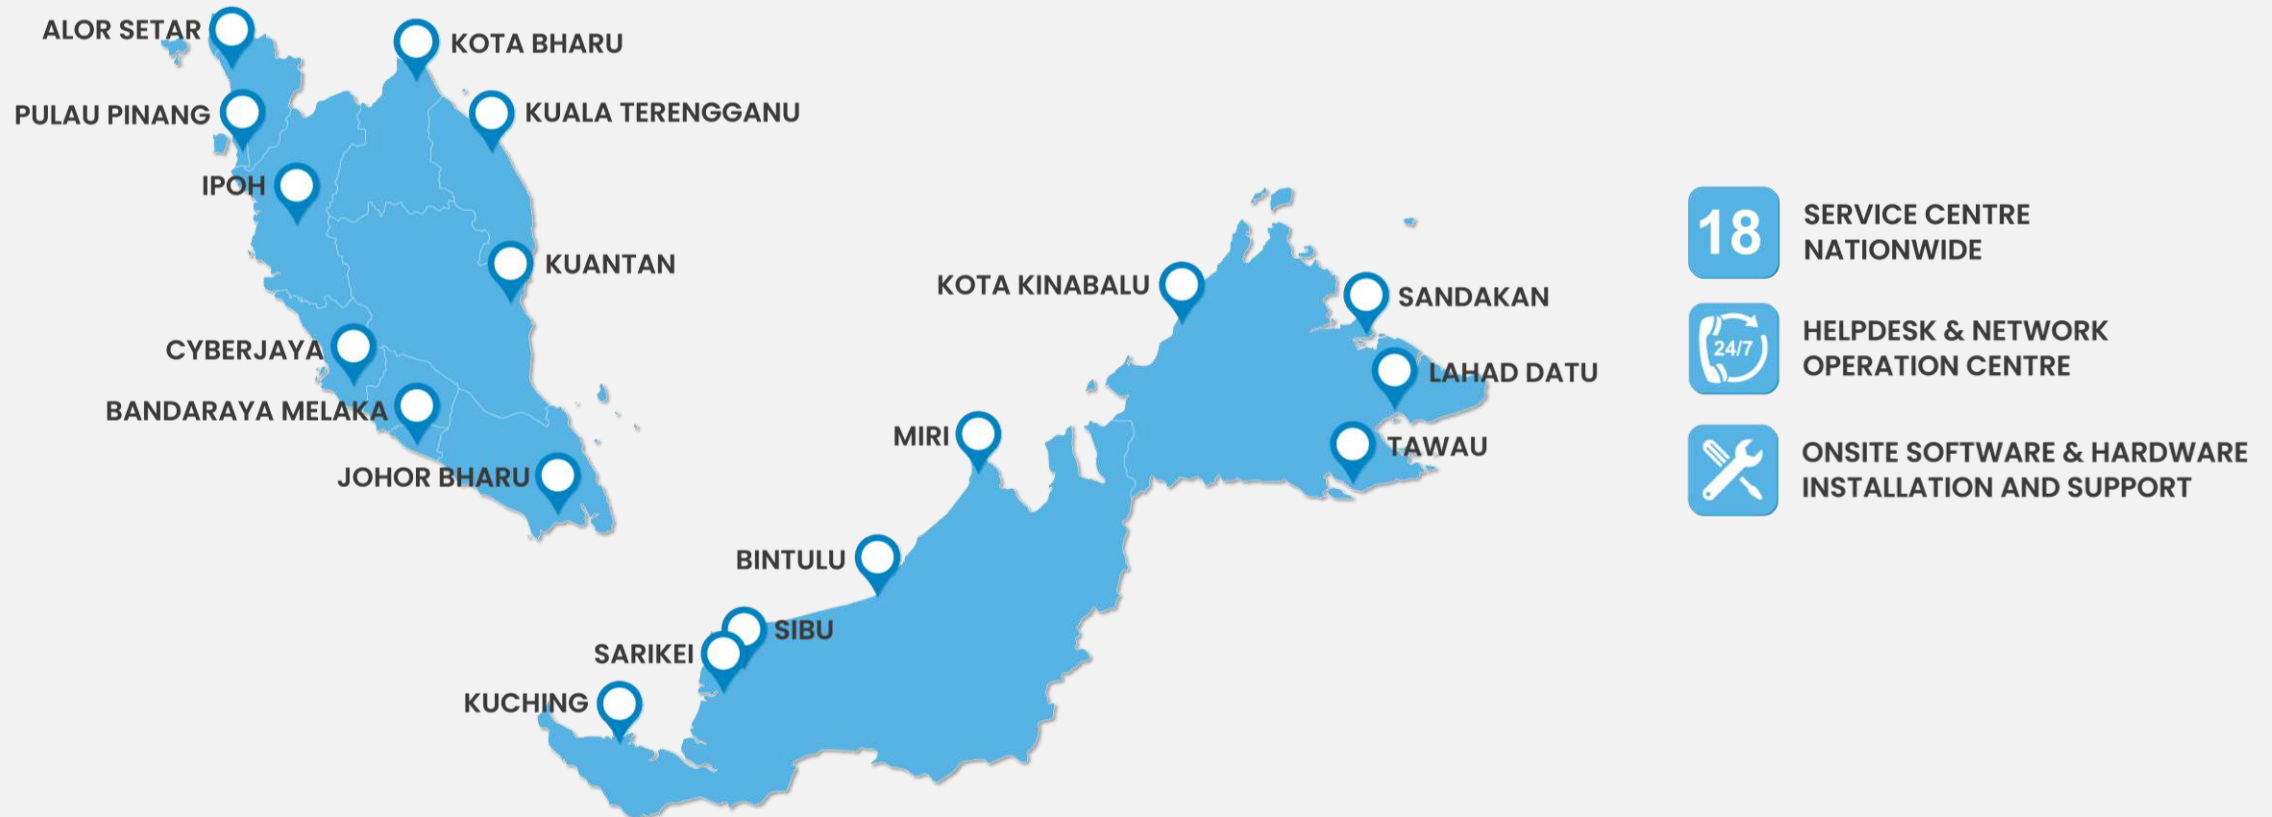 ALOR SETAR
KOTA BHARU
PULAU PINANG
KUALA TERENGGANU
IPOH
KUANTAN
CYBERJAYA
BANDARAYA MELAKA
JOHOR BHARU
KOTA KINABALU
SANDAKAN
LAHAD DATU
MIRI
TAWAU
BINTULU
SIBU
SARIKEI
KUCHING
18
SERVICE CENTRE
NATIONWIDE
24/7
HELPDESK & NETWORK
OPERATION CENTRE
ONSITE SOFTWARE & HARDWARE
INSTALLATION AND SUPPORT